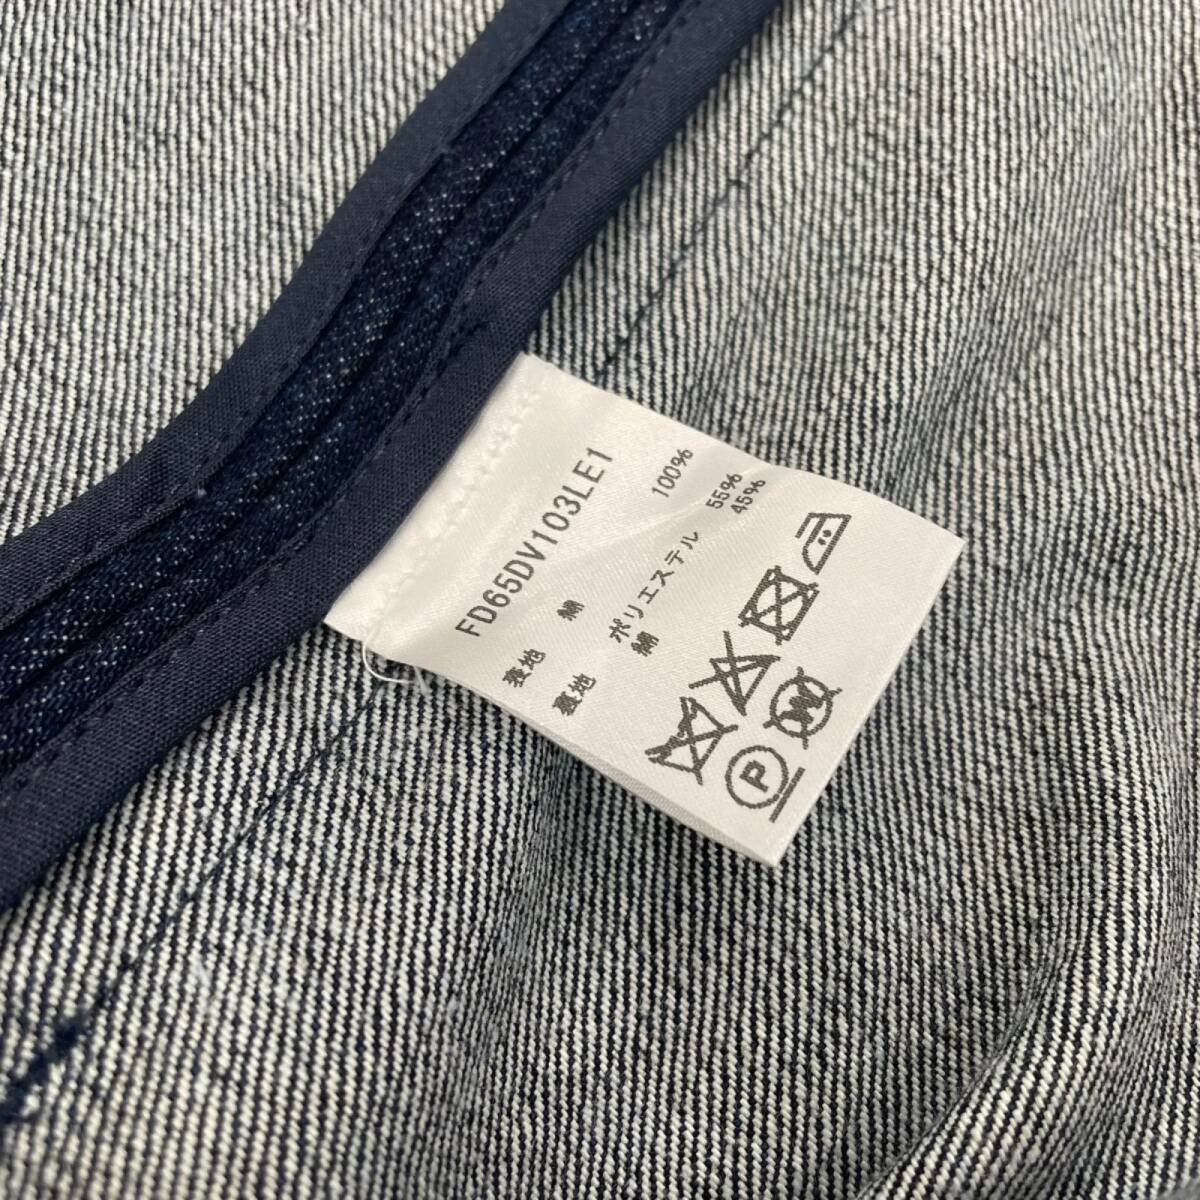 FD65DV103LE1
表地 綿 100%
裏地 ポリエステル 55%
綿 45%
P
W